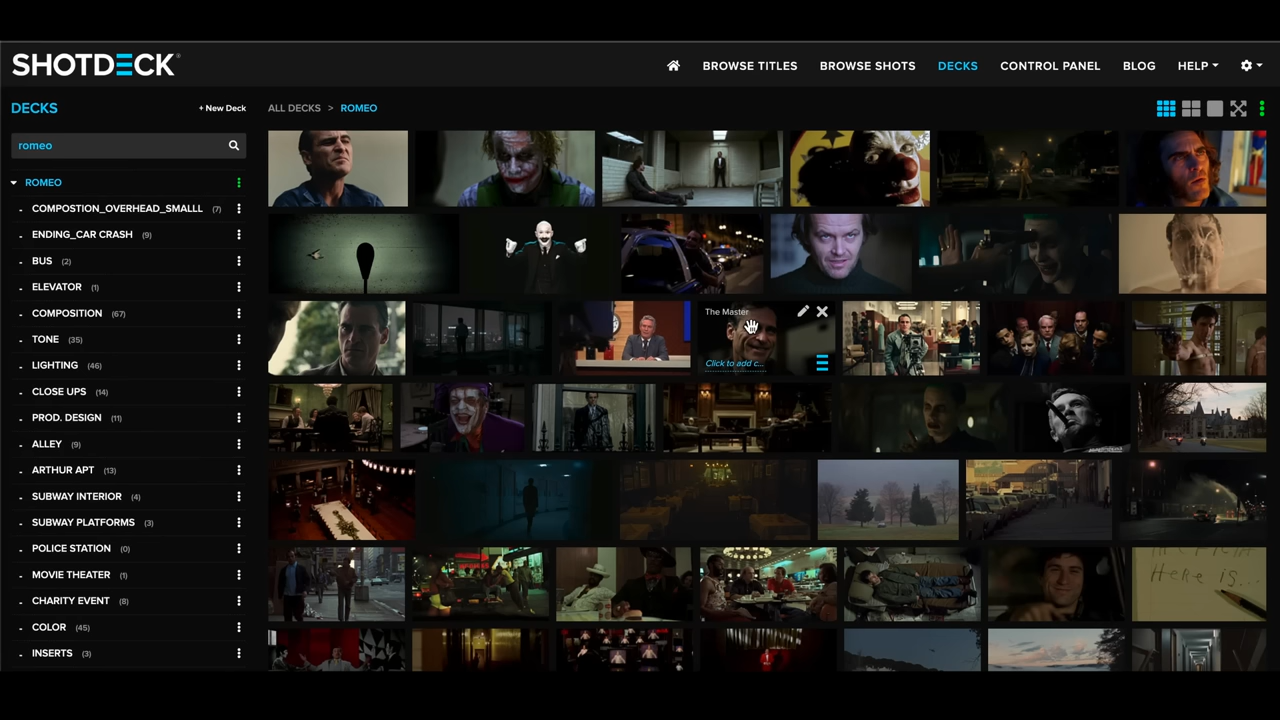 SHOTDECK
BROWSE TITLES
BROWSE SHOTS
DECKS
CONTROL PANEL
BLOG
HELP
DECKS
+ New Deck
ALL DECKS > ROMEO
romeo
ROMEO
COMPOSTION_OVERHEAD_SMALLL (7)
ENDING_CAR CRASH (9)
BUS (2)
ELEVATOR (1)
COMPOSITION (67)
TONE (35)
LIGHTING (46)
CLOSE UPS (14)
PROD. DESIGN (11)
ALLEY (9)
ARTHUR APT (13)
SUBWAY INTERIOR (4)
SUBWAY PLATFORMS (3)
POLICE STATION (0)
MOVIE THEATER (1)
CHARITY EVENT (8)
COLOR (45)
INSERTS (3)
The Master
Click to add c...
Here is...